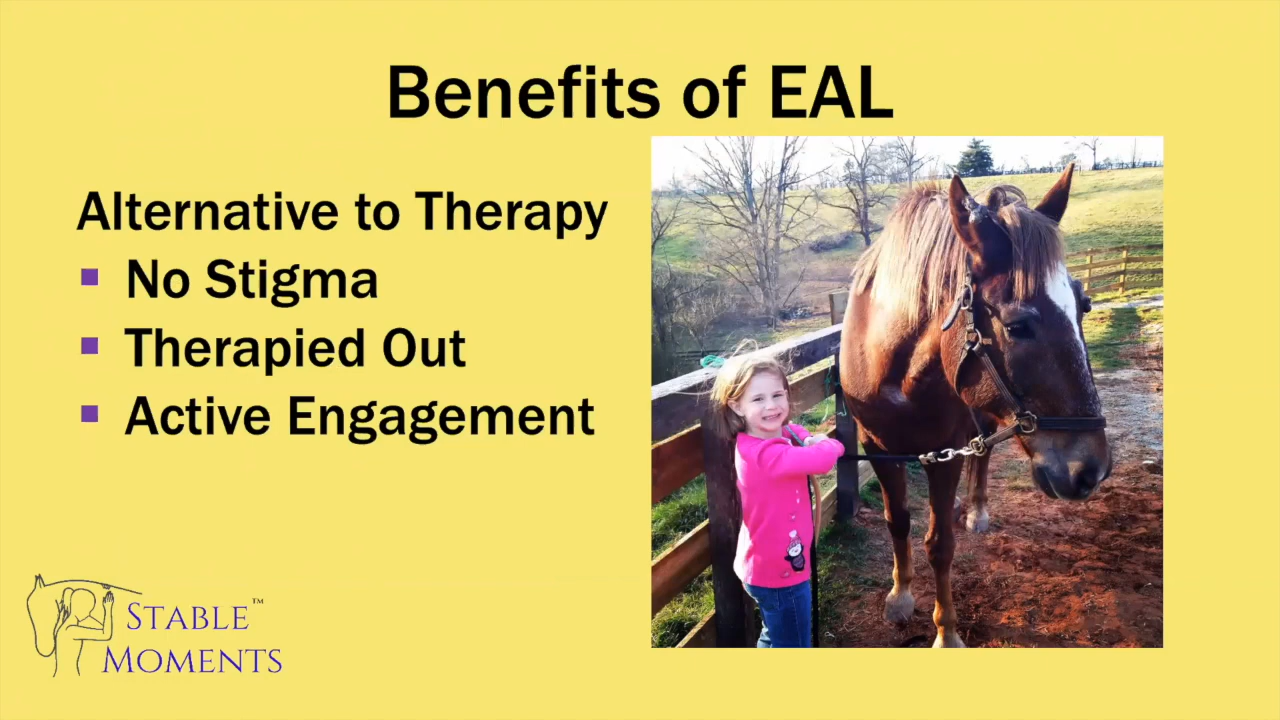 Benefits of EAL
Alternative to Therapy
No Stigma
Therapied Out
Active Engagement
STABLE™
MOMENTS